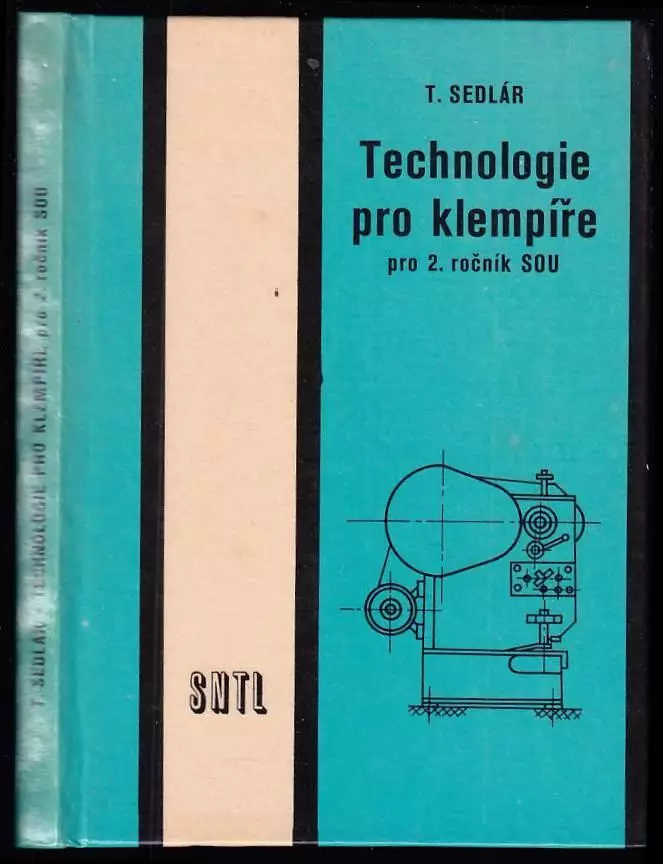 T. SEDLÁR
Technologie
pro klempíře
pro 2. ročník SOU
SNTL
T. SEDLÁR • TECHNOLOGIE PRO KLEMPÍŘE pro 2. ročník SOU